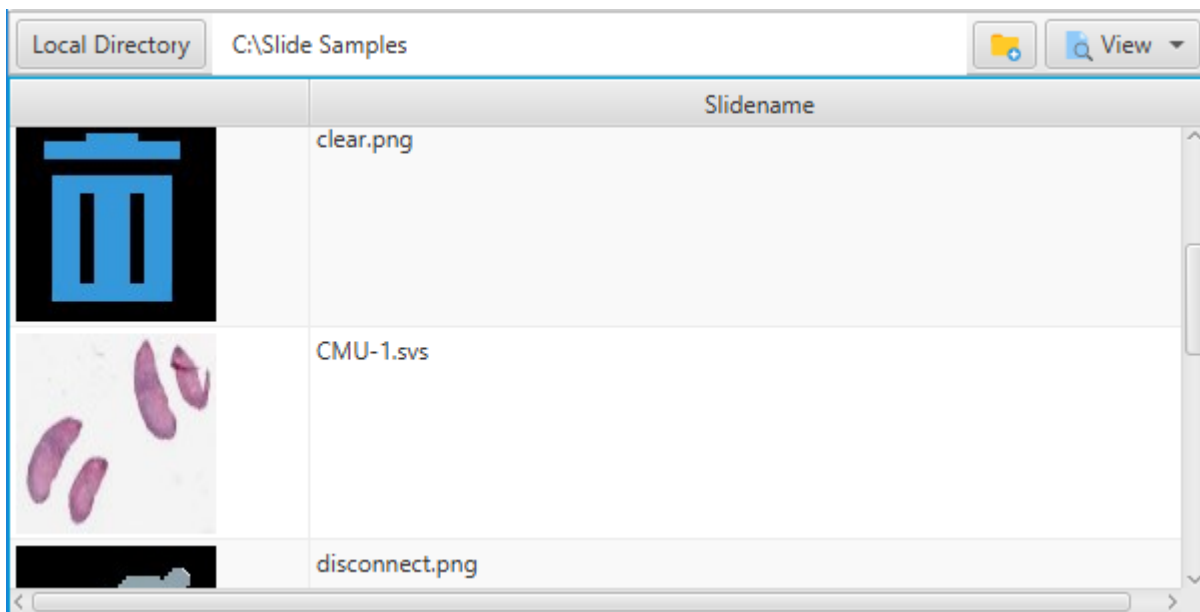 Local Directory C:\Slide Samples View
Slidename
clear.png
CMU-1.svs
disconnect.png